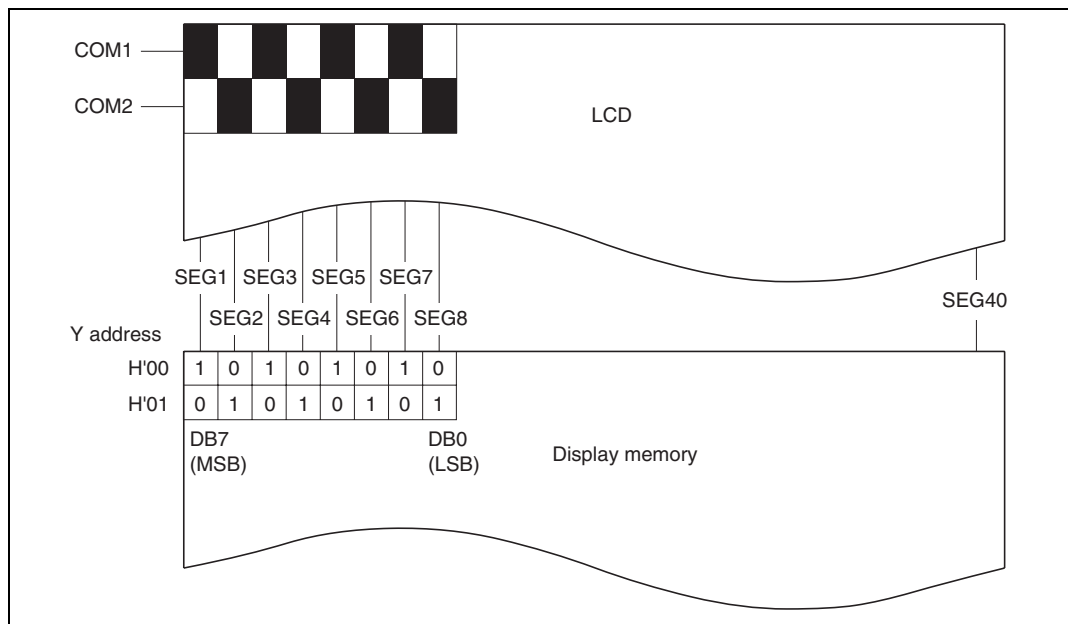 COM1
COM2
LCD
SEG1 SEG3 SEG5 SEG7
SEG40
SEG2 SEG4 SEG6 SEG8
Y address
H'00 1 0 1 0 1 0 1 0
H'01 0 1 0 1 0 1 0 1
DB7 DB0
(MSB) (LSB)
Display memory